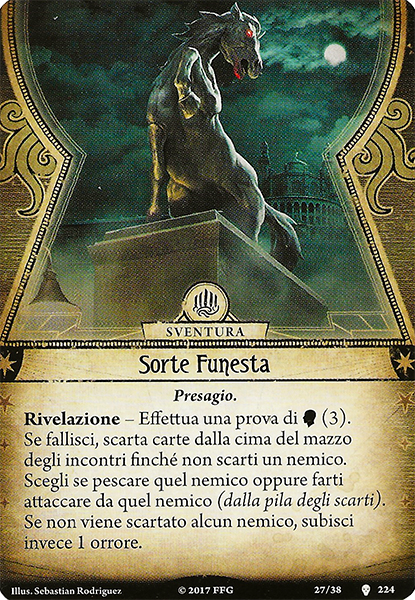 SVENTURA
Sorte Funesta
Presagio.
Rivelazione – Effettua una prova di (3).
Se fallisci, scarta carte dalla cima del mazzo
degli incontri finché non scarti un nemico.
Scegli se pescare quel nemico oppure farti
attaccare da quel nemico (dalla pila degli scarti).
Se non viene scartato alcun nemico, subisci
invece 1 orrore.
Illus. Sebastian Rodriguez © 2017 FFG 27/38 224